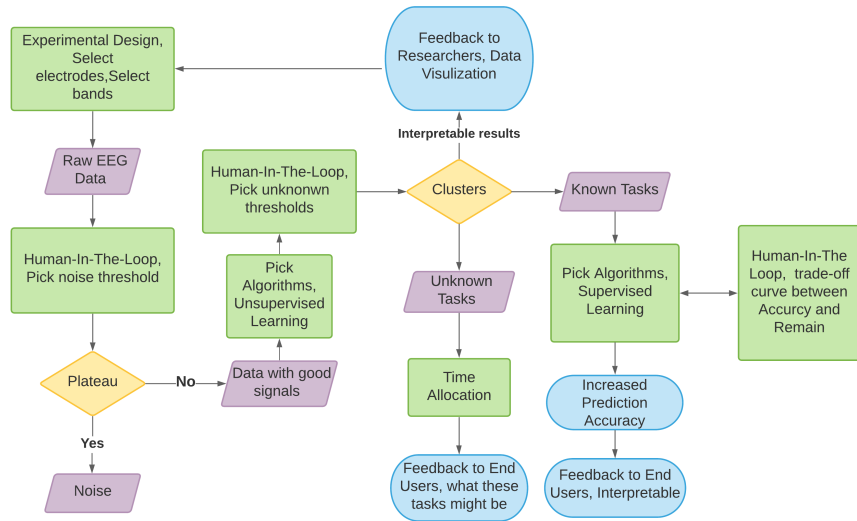 Experimental Design,
Select
electrodes,Select
bands
Feedback to
Researchers, Data
Visulization
Interpretable results
Raw EEG
Data
Human-In-The-Loop,
Pick unknonwn
thresholds
Clusters
Known Tasks
Human-In-The-Loop,
Pick noise threshold
Pick
Algorithms,
Unsupervised
Learning
Unknown
Tasks
Pick Algorithms,
Supervised
Learning
Human-In-The
Loop, trade-off
curve between
Accurcy and
Remain
Plateau
No
Data with good
signals
Time
Allocation
Increased
Prediction
Accuracy
Yes
Noise
Feedback to End
Users, what these
tasks might be
Feedback to End
Users, Interpretable